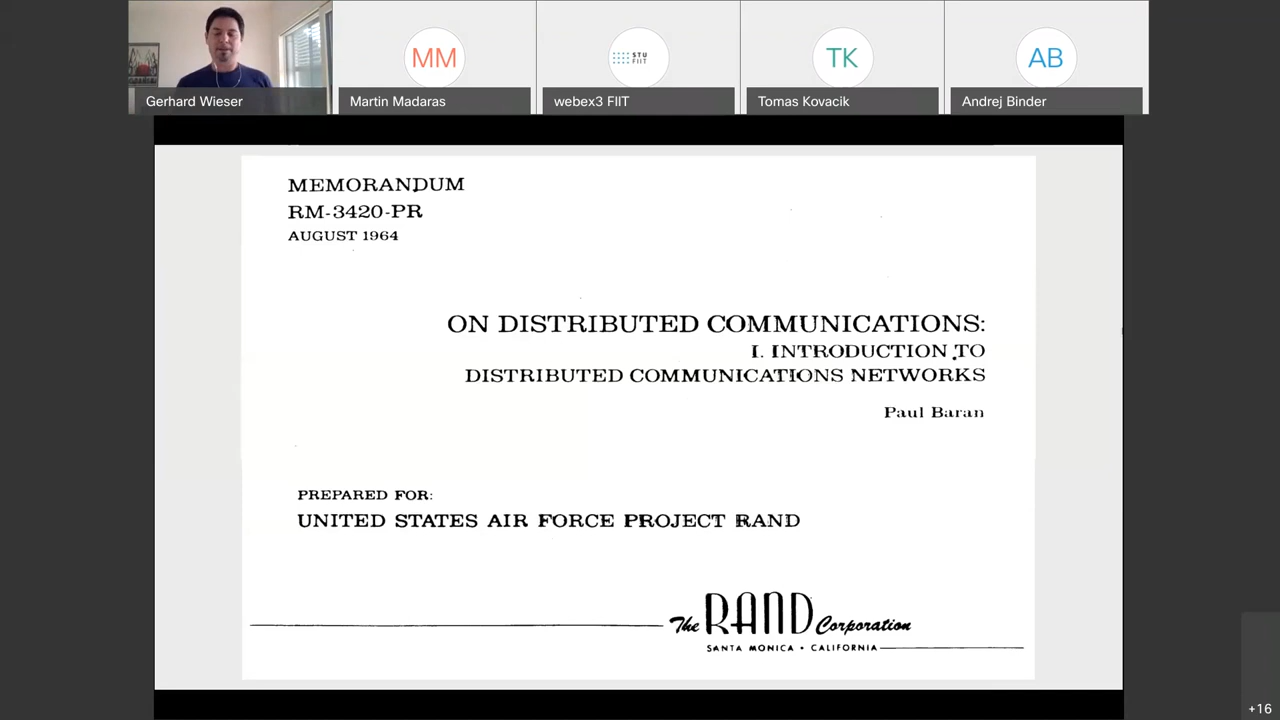 MM
STU
FIIT
TK
AB
Gerhard Wieser
Martin Madaras
webex3 FIIT
Tomas Kovacik
Andrej Binder
MEMORANDUM
RM-3420-PR
AUGUST 1964
ON DISTRIBUTED COMMUNICATIONS:
I. INTRODUCTION TO
DISTRIBUTED COMMUNICATIONS NETWORKS
Paul Baran
PREPARED FOR:
UNITED STATES AIR FORCE PROJECT RAND
The RAND Corporation
SANTA MONICA • CALIFORNIA
+16